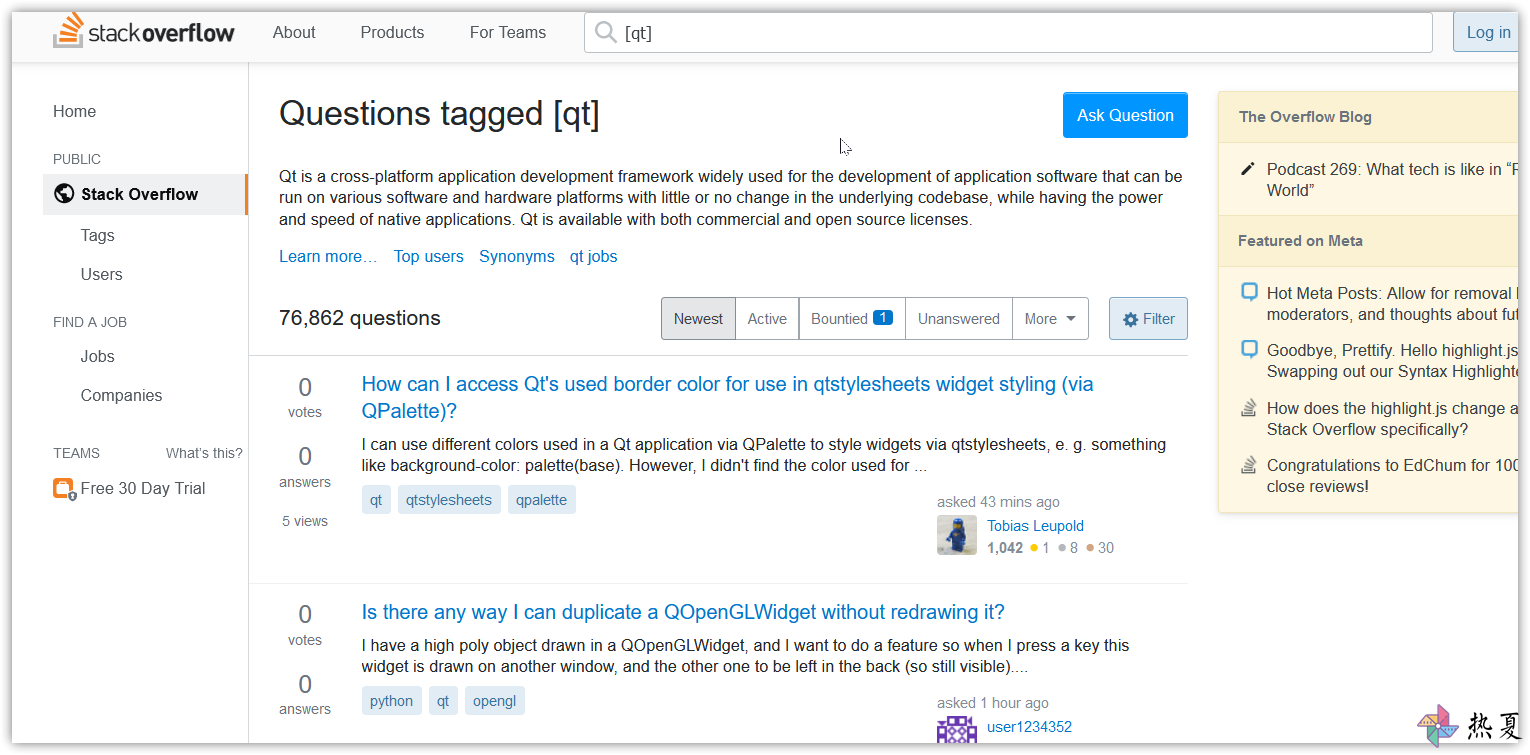 stackoverflow
About
Products
For Teams
[qt]
Log in
Home
PUBLIC
Stack Overflow
Tags
Users
FIND A JOB
Jobs
Companies
TEAMS
What's this?
Free 30 Day Trial
Questions tagged [qt]
Ask Question
Qt is a cross-platform application development framework widely used for the development of application software that can be
run on various software and hardware platforms with little or no change in the underlying codebase, while having the power
and speed of native applications. Qt is available with both commercial and open source licenses.
Learn more…
Top users
Synonyms
qt jobs
76,862 questions
Newest
Active
Bountied 1
Unanswered
More
Filter
0
votes
0
answers
5 views
How can I access Qt's used border color for use in qtstylesheets widget styling (via
QPalette)?
I can use different colors used in a Qt application via QPalette to style widgets via qtstylesheets, e. g. something
like background-color: palette(base). However, I didn't find the color used for ...
qt
qtstylesheets
qpalette
asked 43 mins ago
Tobias Leupold
1,042 1 8 30
0
votes
0
answers
Is there any way I can duplicate a QOpenGLWidget without redrawing it?
I have a high poly object drawn in a QOpenGLWidget, and I want to do a feature so when I press a key this
widget is drawn on another window, and the other one to be left in the back (so still visible)....
python
qt
opengl
asked 1 hour ago
user1234352
The Overflow Blog
Podcast 269: What tech is like in “
World”
Featured on Meta
Hot Meta Posts: Allow for removal
moderators, and thoughts about
Goodbye, Prettify. Hello highlight.js
Swapping out our Syntax
How does the highlight.js change
Stack Overflow specifically?
Congratulations to EdChum for
close reviews!
热夏